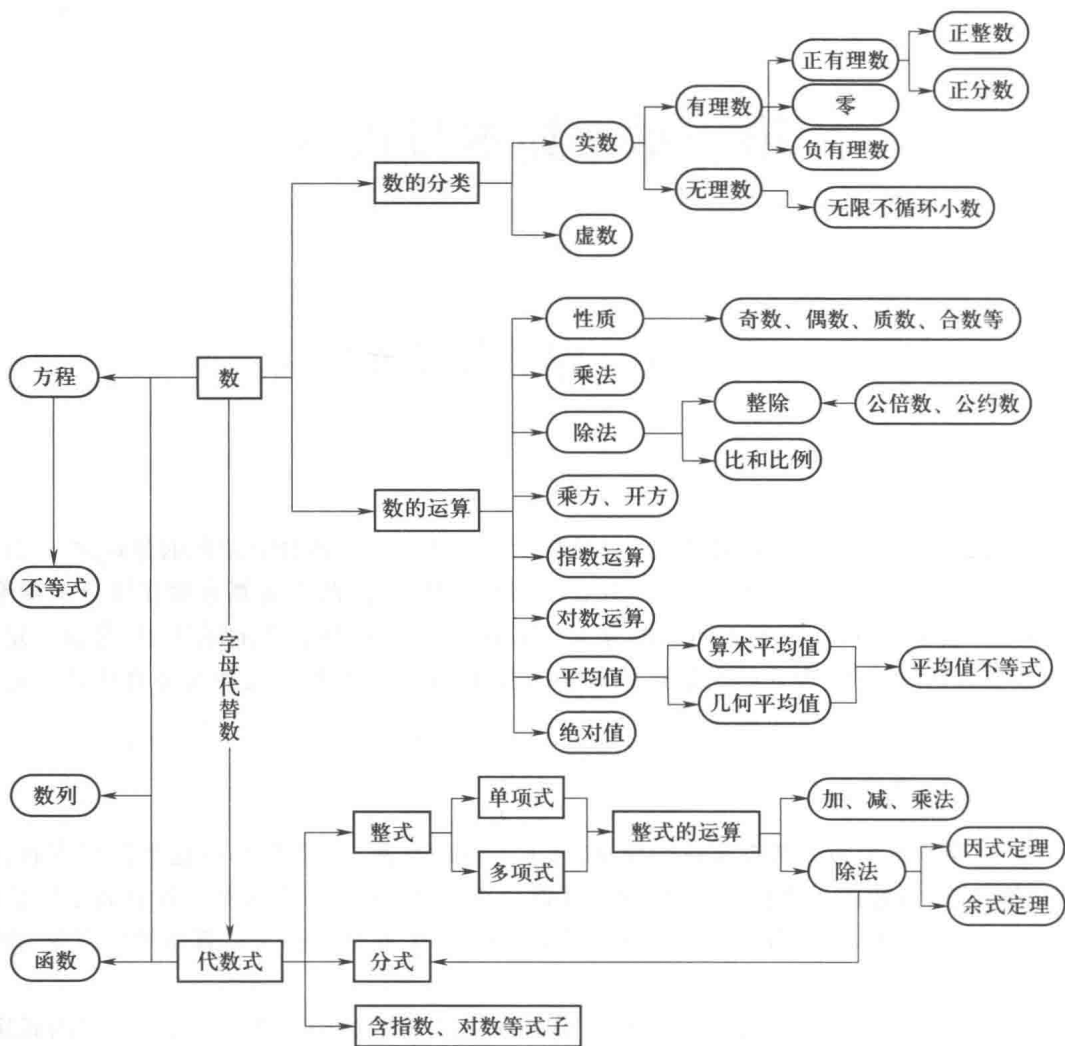 正整数
正有理数
正分数
有理数
零
实数
负有理数
数的分类
无理数
无限不循环小数
虚数
性质
奇数、偶数、质数、合数等
方程
数
乘法
整除
公倍数、公约数
除法
比和比例
数的运算
乘方、开方
不等式
指数运算
对数运算
字母代替数
算术平均值
平均值
平均值不等式
几何平均值
绝对值
数列
单项式
加、减、乘法
整式
整式的运算
因式定理
多项式
除法
余式定理
函数
代数式
分式
含指数、对数等式子